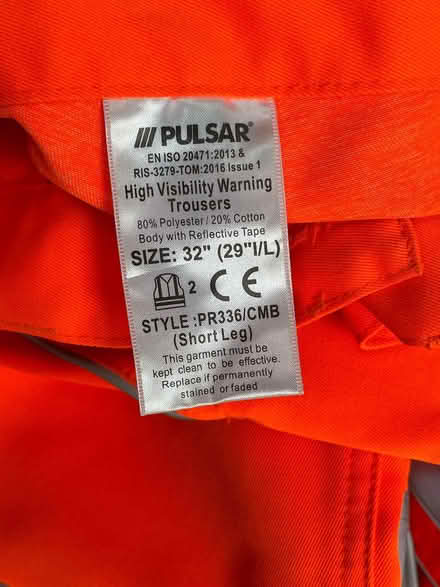 PULSAR®
EN ISO 20471:2013 &
RIS-3279-TOM:2016 Issue 1
High Visibility Warning
Trousers
80% Polyester / 20% Cotton
Body with Reflective Tape
SIZE: 32" (29"I/L)
2 CE
STYLE :PR336/CMB
(Short Leg)
This garment must be
kept clean to be effective.
Replace if permanently
stained or faded